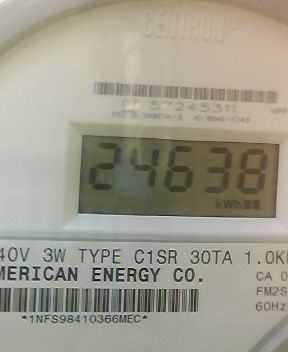 CENTRON
07 57245311
24638
kWh
40V 3W TYPE C1SR 30TA 1.0K
MERICAN ENERGY CO.
CA 0
FM2S
60Hz
*1NFS98410366MEC*